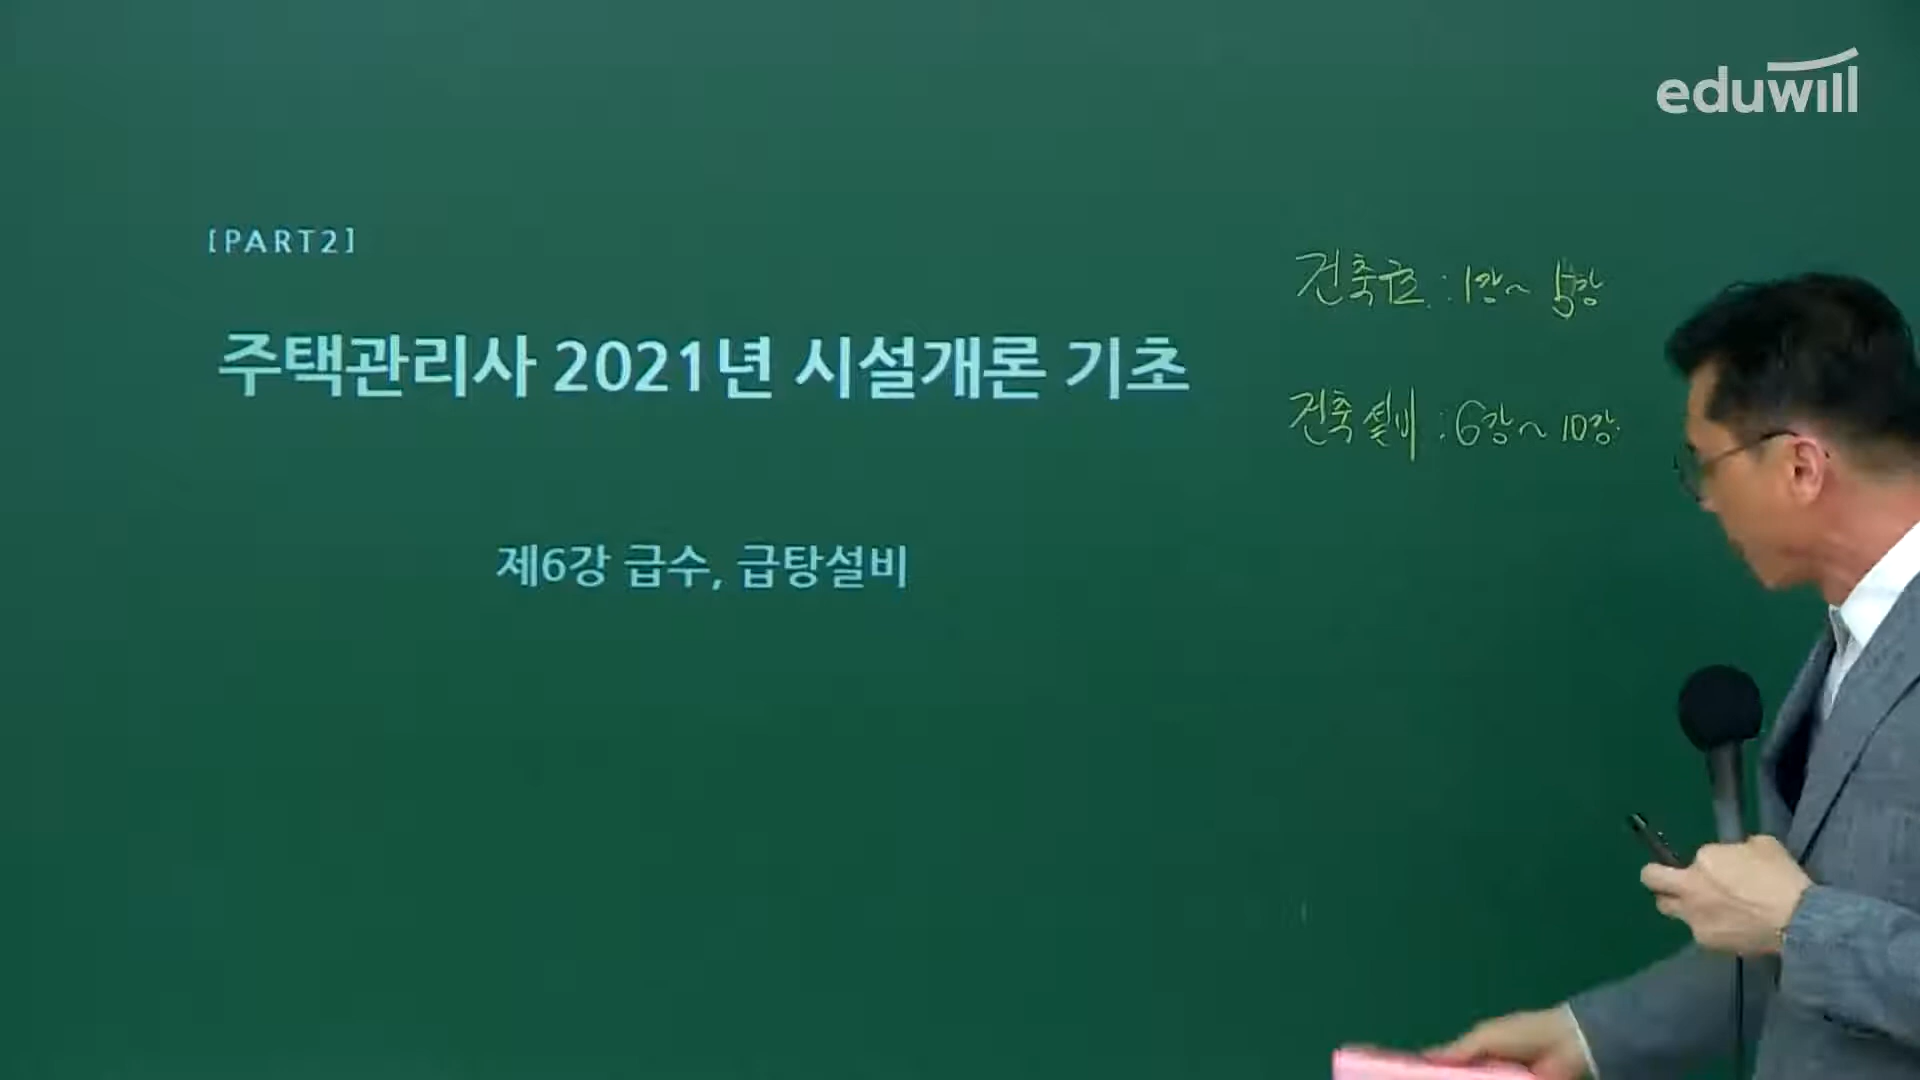 eduwill
[PART2]
주택관리사 2021년 시설개론 기초
건축 : 1강~ 5강
건축설비 : 6강~ 10강
제6강 급수, 급탕설비